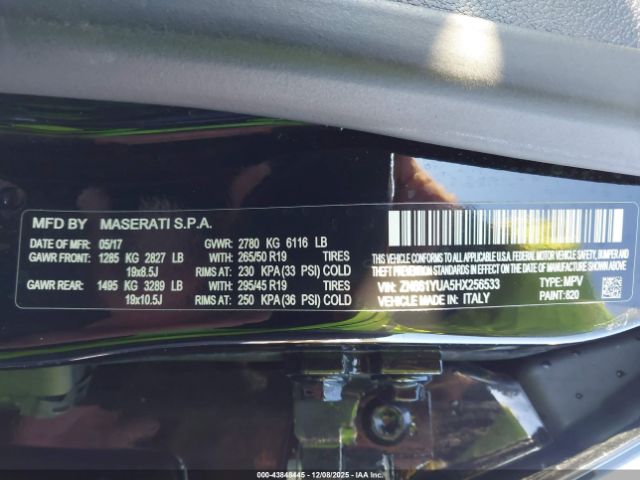 MFD BY MASERATI S.P.A.
DATE OF MFR: 05/17 GVWR: 2780 KG 6116 LB
GAWR FRONT: 1285 KG 2827 LB WITH 265/50 R19 TIRES
19x8.5J RIMS AT: 230 KPA (33 PSI) COLD
GAWR REAR: 1495 KG 3289 LB WITH 295/45 R19 TIRES
19x10.5J RIMS AT: 250 KPA (36 PSI) COLD
THIS VEHICLE CONFORMS TO ALL APPLICABLE U.S.A. FEDERAL SAFETY, BUMPER,
AND THEFT PREVENTION STANDARDS IN EFFECT ON THE DATE OF
MANUFACTURE SHOWN ABOVE.
VIN: ZN661YUA5HX256533 TYPE: MPV
MADE IN: ITALY PAINT: 820
00-43848445 - 12/08/2025 - IAA Inc.